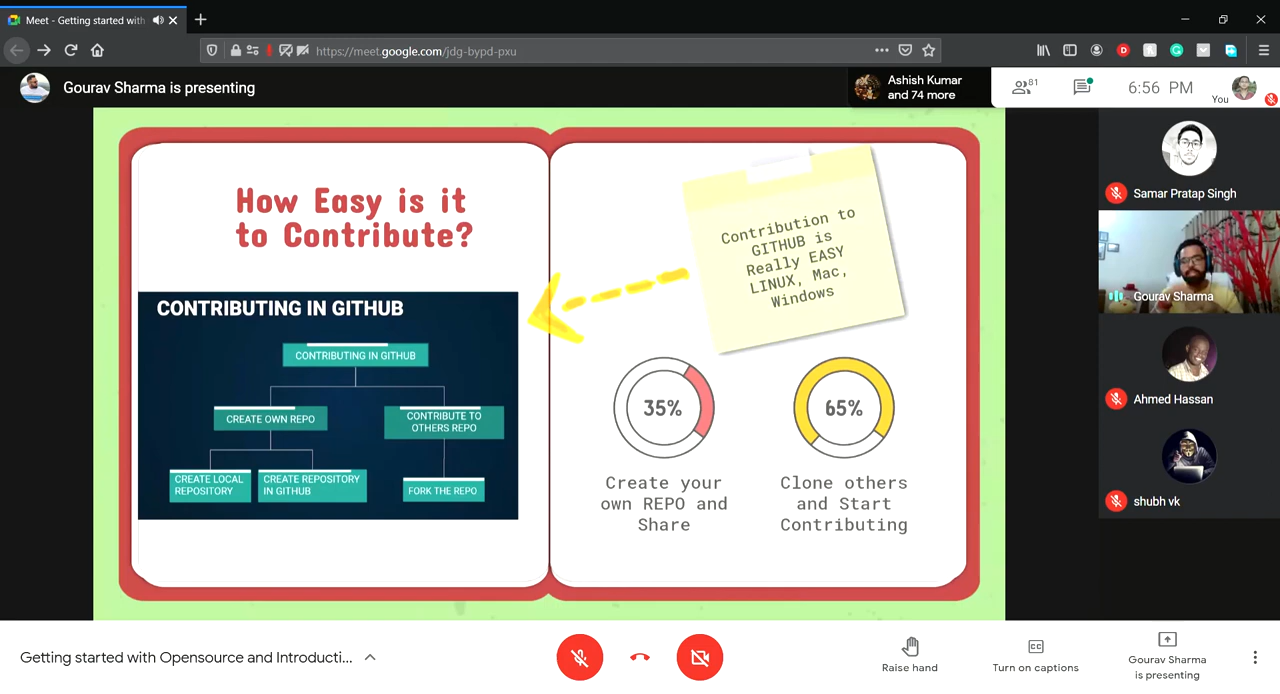 Meet - Getting started with
https://meet.google.com/jdg-bypd-pxu
Gourav Sharma is presenting
Ashish Kumar
and 74 more
81
6:56 PM
You
How Easy is it
to Contribute?
CONTRIBUTING IN GITHUB
CONTRIBUTING IN GITHUB
CREATE OWN REPO
CONTRIBUTE TO
OTHERS REPO
CREATE LOCAL
REPOSITORY
CREATE REPOSITORY
IN GITHUB
FORK THE REPO
Contribution to
GITHUB is
Really EASY
LINUX, Mac,
Windows
35%
Create your
own REPO and
Share
65%
Clone others
and Start
Contributing
Samar Pratap Singh
Gourav Sharma
Ahmed Hassan
shubh vk
Getting started with Opensource and Introducti...
Raise hand
CC
Turn on captions
Gourav Sharma
is presenting